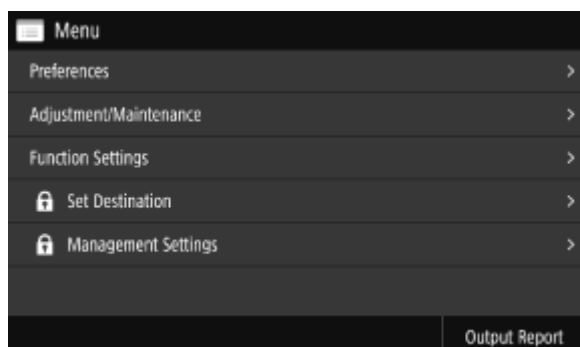 Menu
Preferences
Adjustment/Maintenance
Function Settings
Set Destination
Management Settings
Output Report